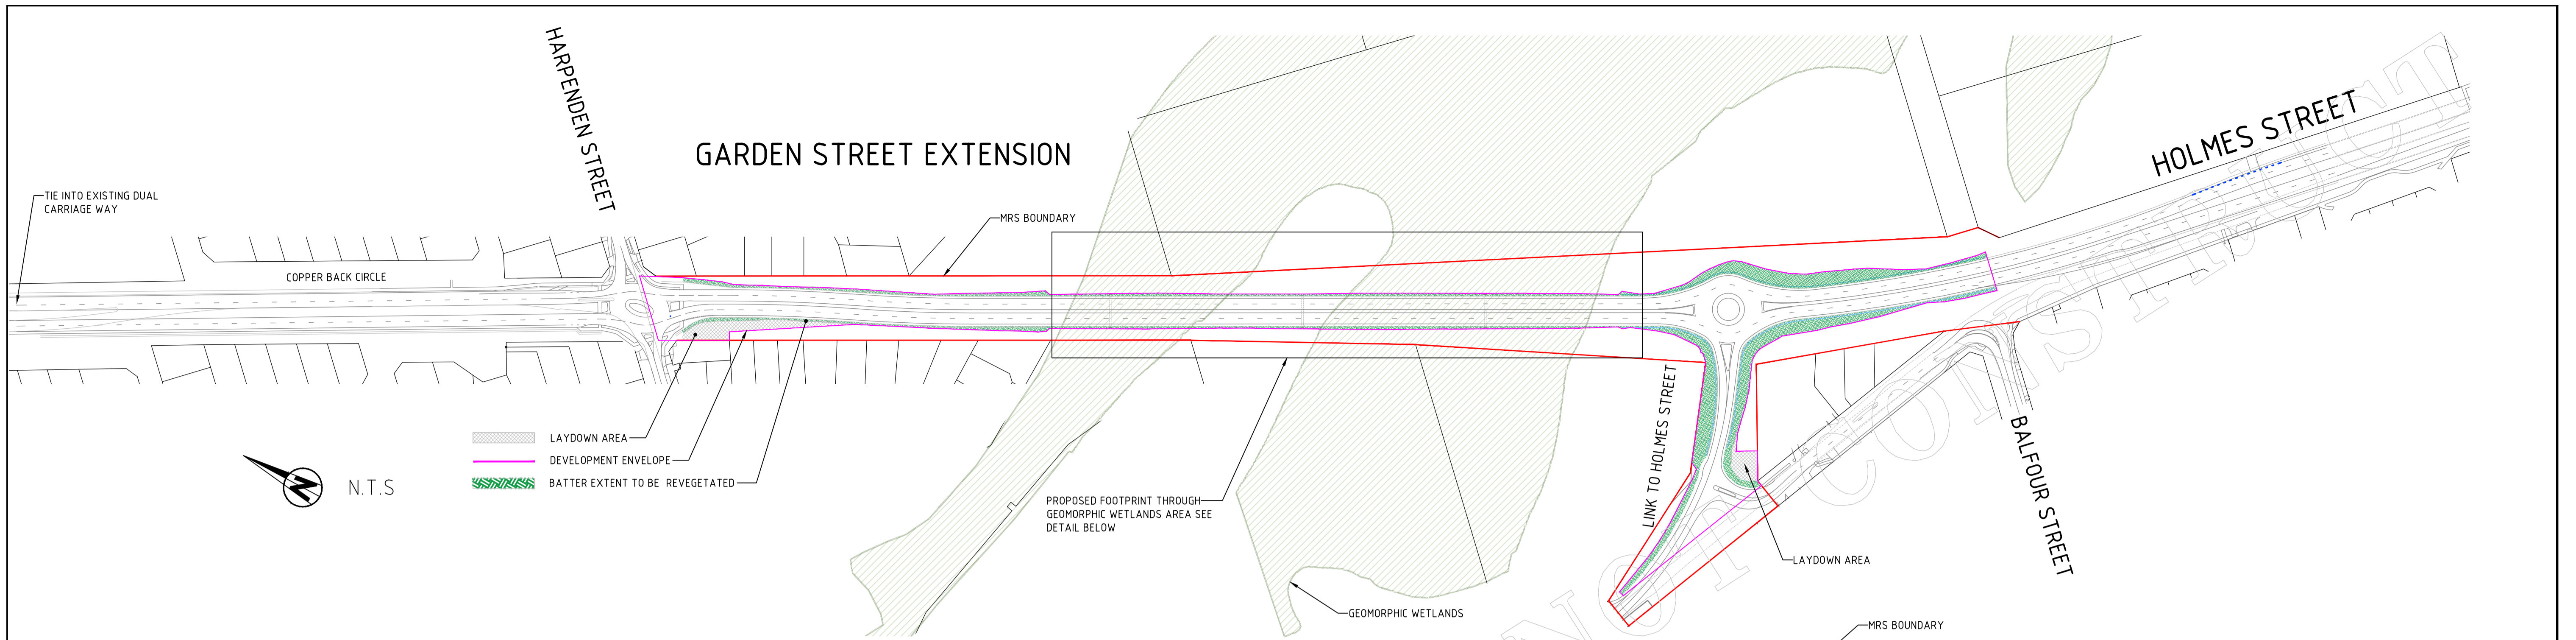 HARPENDEN STREET
GARDEN STREET EXTENSION
HOLMES STREET
TIE INTO EXISTING DUAL
CARRIAGE WAY
MRS BOUNDARY
COPPER BACK CIRCLE
LINK TO HOLMES STREET
BALFOUR STREET
LAYDOWN AREA
DEVELOPMENT ENVELOPE
BATTER EXTENT TO BE REVEGETATED
N
N.T.S
PROPOSED FOOTPRINT THROUGH
GEOMORPHIC WETLANDS AREA SEE
DETAIL BELOW
LAYDOWN AREA
GEOMORPHIC WETLANDS
MRS BOUNDARY